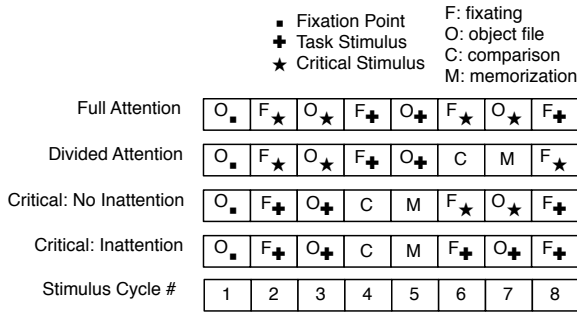 ▪ Fixation Point
✚ Task Stimulus
★ Critical Stimulus
F: fixating
O: object file
C: comparison
M: memorization
Full Attention O▪ F★ O★ F✚ O✚ F★ O★ F✚
Divided Attention O▪ F★ O★ F✚ O✚ C M F★
Critical: No Inattention O▪ F✚ O✚ C M F★ O★ F✚
Critical: Inattention O▪ F✚ O✚ C M F✚ O✚ F✚
Stimulus Cycle # 1 2 3 4 5 6 7 8